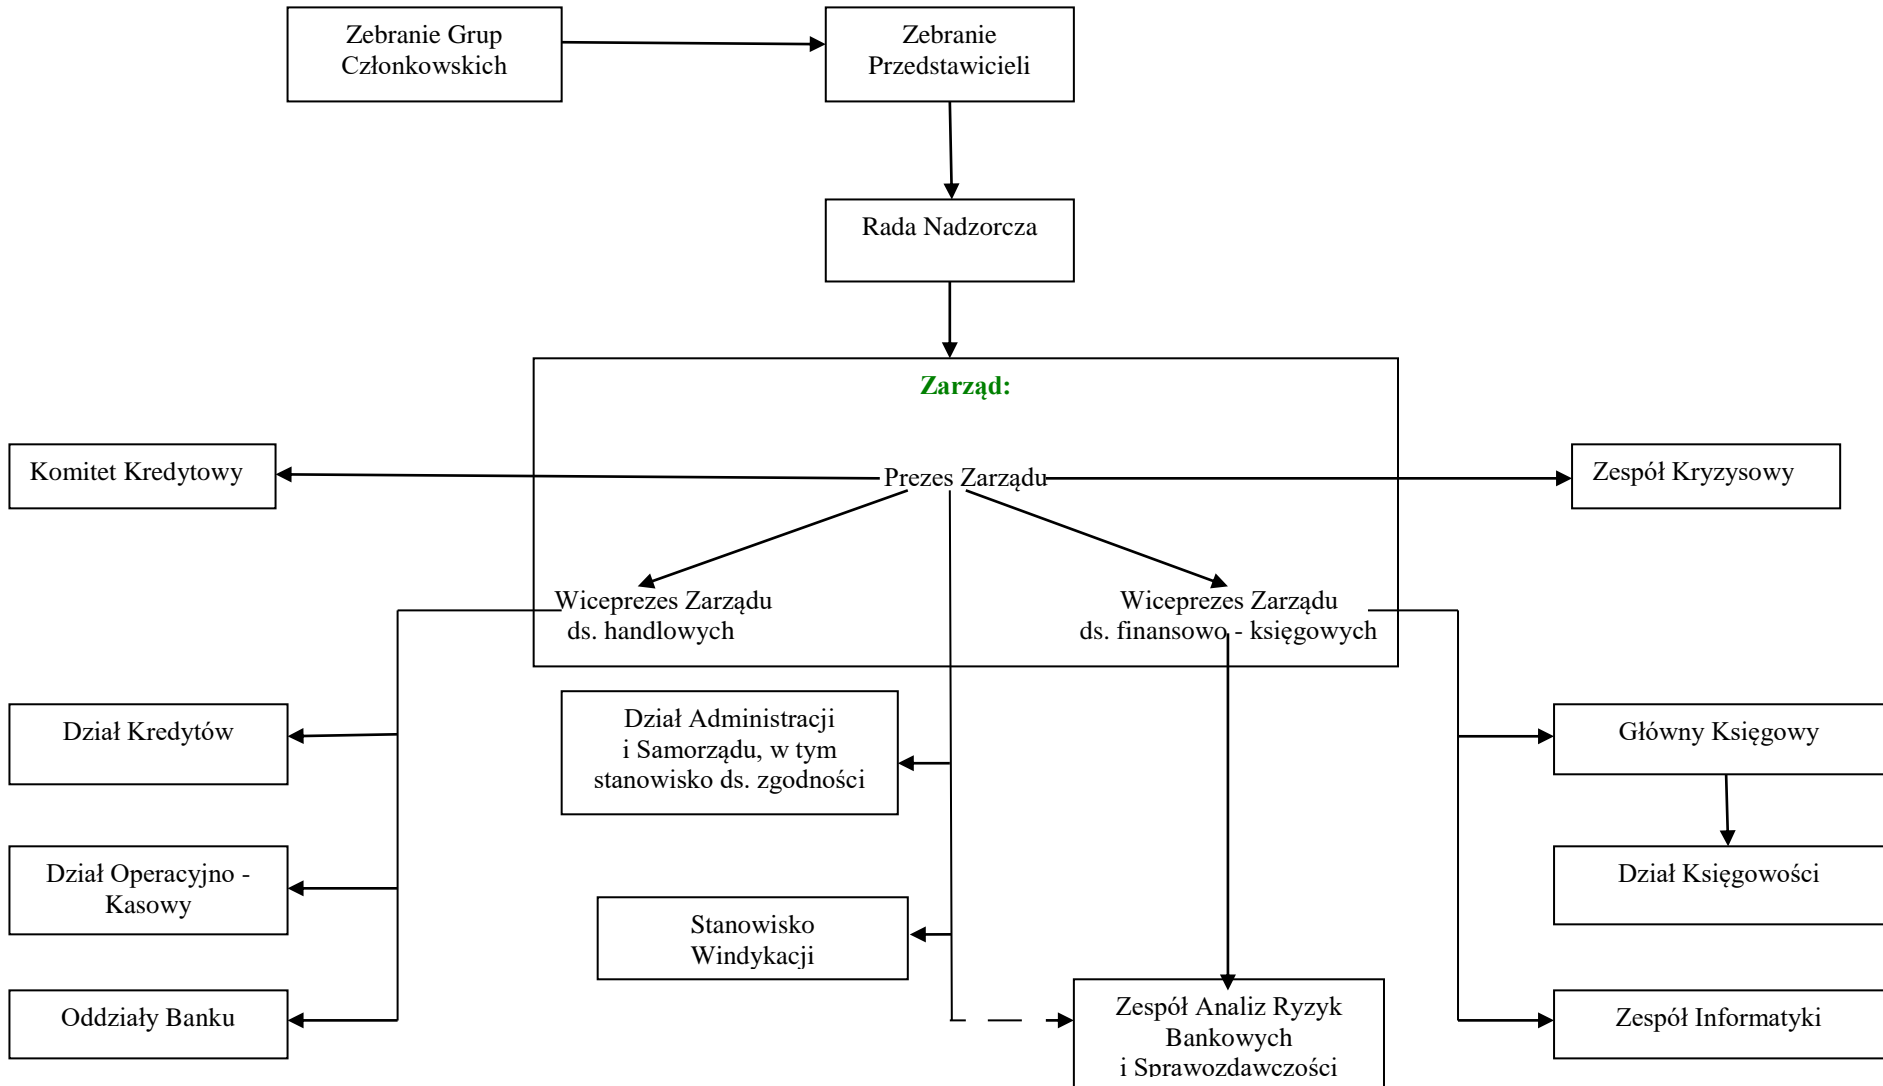 Zebranie Grup
Członkowskich
Zebranie
Przedstawicieli
Rada Nadzorcza
Zarząd:
Komitet Kredytowy
Prezes Zarządu
Zespół Kryzysowy
Wiceprezes Zarządu
ds. handlowych
Wiceprezes Zarządu
ds. finansowo - księgowych
Dział Kredytów
Dział Administracji
i Samorządu, w tym
stanowisko ds. zgodności
Główny Księgowy
Dział Operacyjno -
Kasowy
Dział Księgowości
Stanowisko
Windykacji
Oddziały Banku
Zespół Analiz Ryzyk
Bankowych
i Sprawozdawczości
Zespół Informatyki